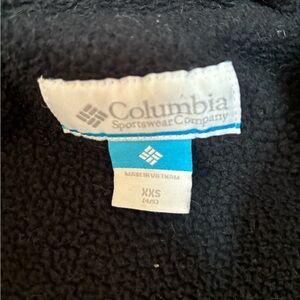 Columbia
Sportswear Company
MADE IN VIETNAM
XXS